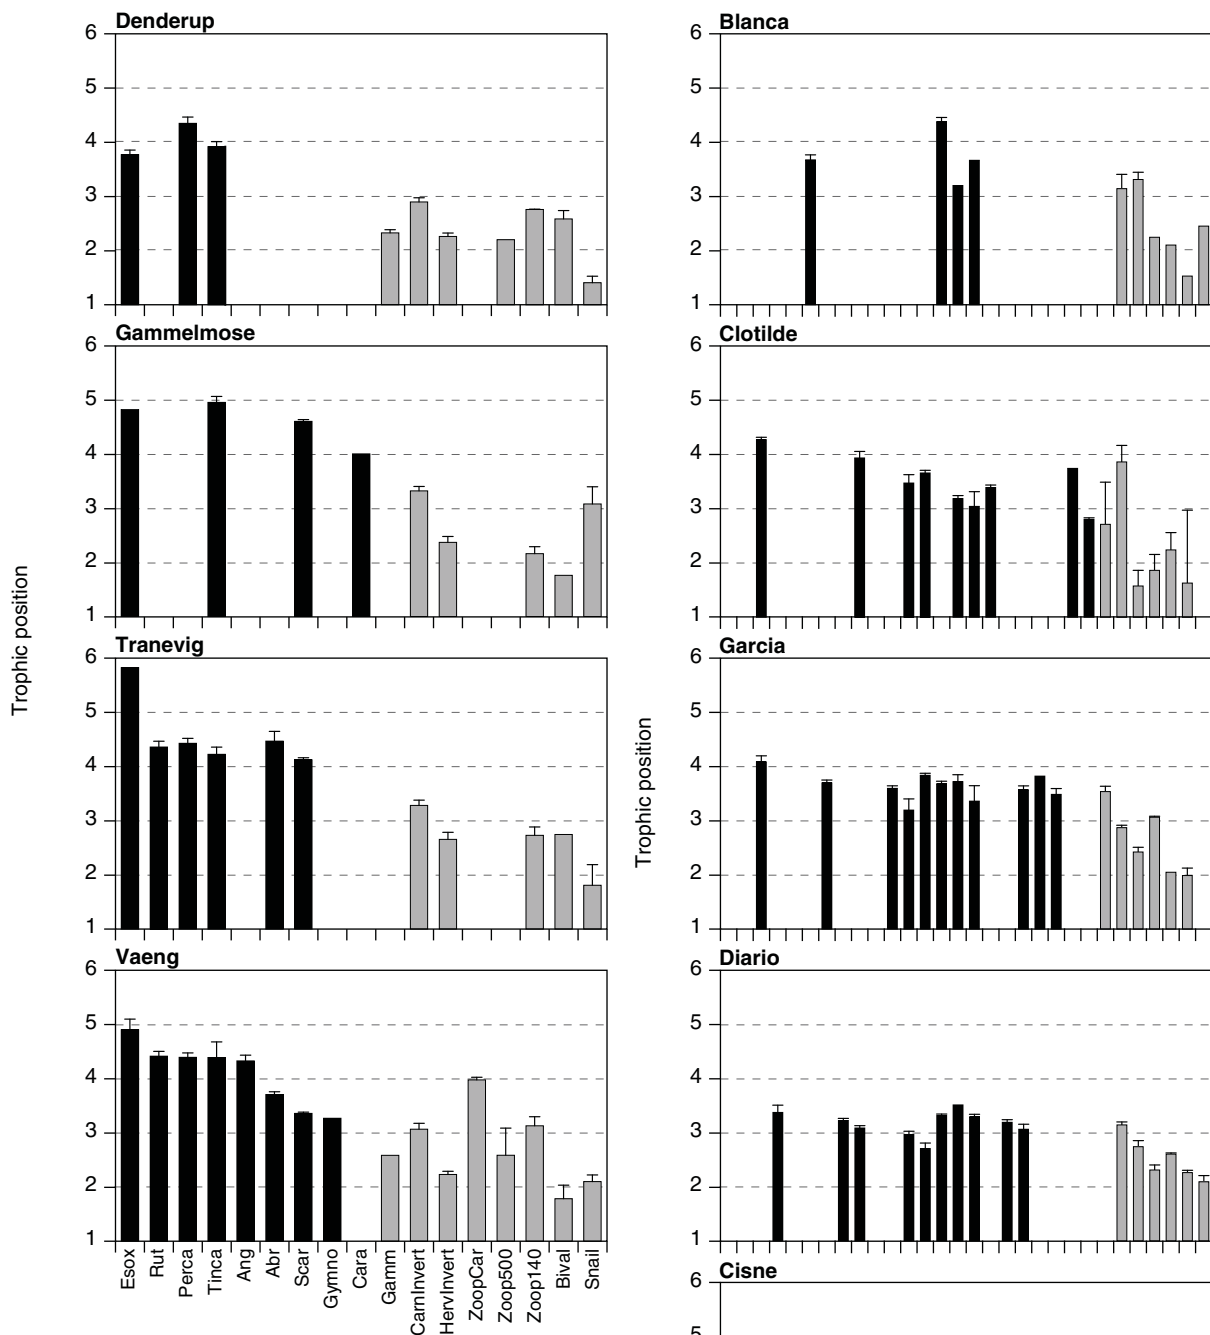 Denderup
6
5
4
3
2
1
Gammelmose
6
5
4
3
2
1
Tranevig
6
5
4
3
2
1
Vaeng
6
5
4
3
2
1
Trophic position
Esox
Rut
Perca
Tinca
Ang
Abr
Scar
Gymno
Cara
Gamm
CarnInvert
HervInvert
ZoopCar
Zoop500
Zoop140
Bival
Snail
Blanca
6
5
4
3
2
1
Clotilde
6
5
4
3
2
1
Garcia
6
5
4
3
2
1
Diario
6
5
4
3
2
1
Cisne
6
5
Trophic position